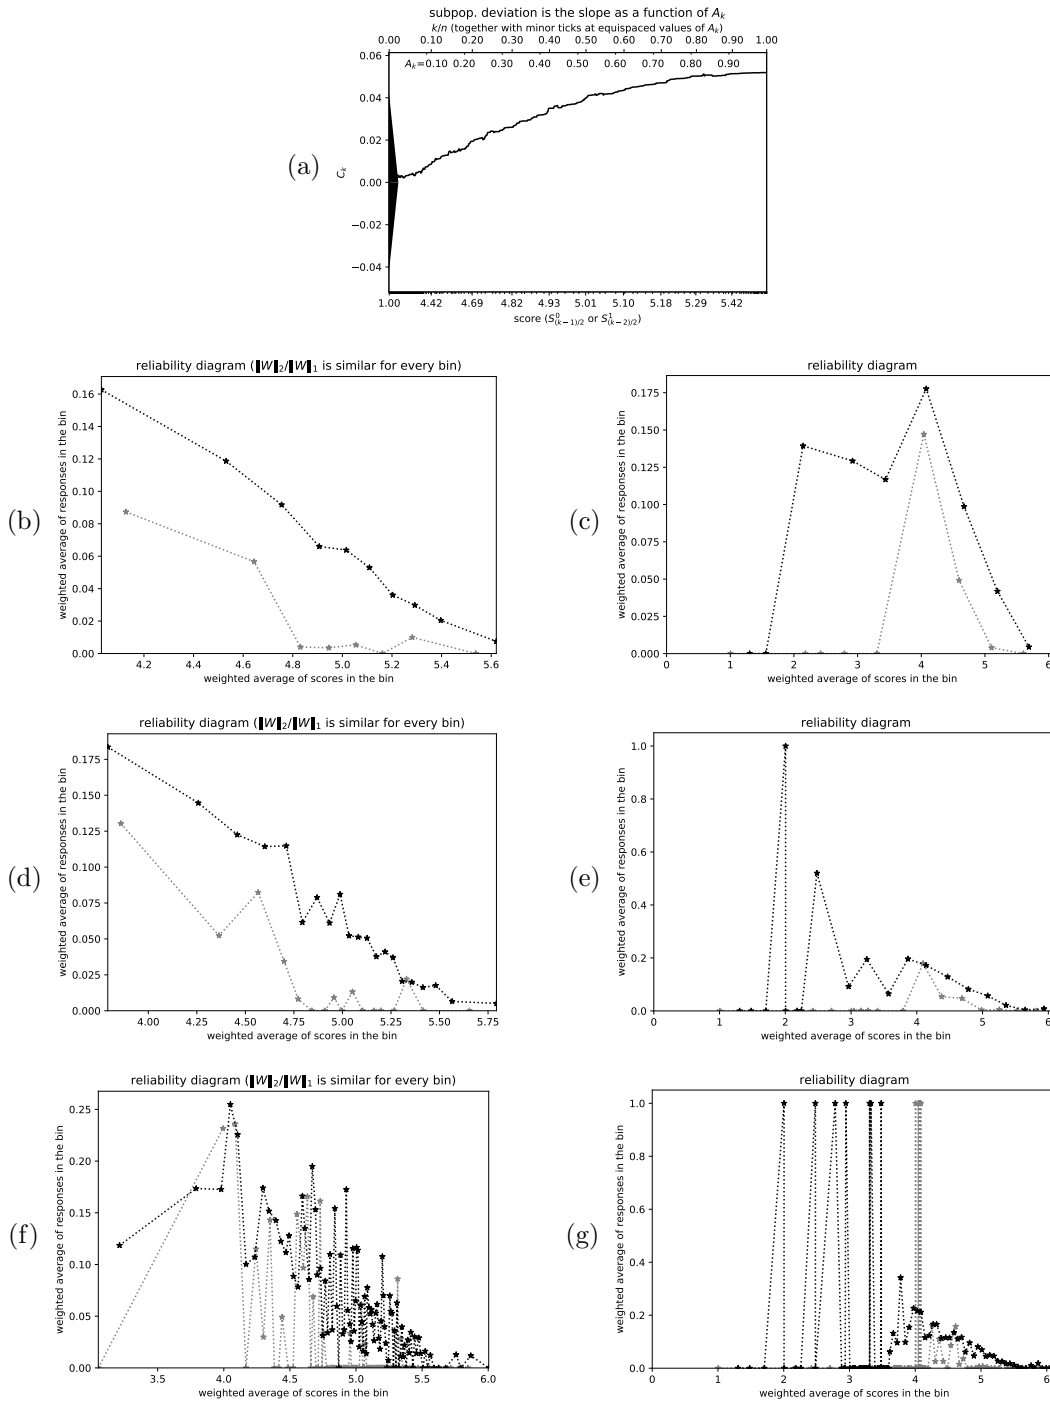 subpop. deviation is the slope as a function of A_k
k/n (together with minor ticks at equispaced values of A_k)
0.00 0.10 0.20 0.30 0.40 0.50 0.60 0.70 0.80 0.90 1.00
A_k=0.10 0.20 0.30 0.40 0.50 0.60 0.70 0.80 0.90
0.06
0.04
0.02
0.00
−0.02
−0.04
C_k
(a)
1.00 4.42 4.69 4.82 4.93 5.01 5.10 5.18 5.29 5.42
score (S^0_{(k−1)/2} or S^1_{(k−2)/2})
reliability diagram (‖W‖_2/‖W‖_1 is similar for every bin)
0.16
0.14
0.12
0.10
0.08
0.06
0.04
0.02
0.00
weighted average of responses in the bin
(b)
4.2 4.4 4.6 4.8 5.0 5.2 5.4 5.6
weighted average of scores in the bin
reliability diagram
0.175
0.150
0.125
0.100
0.075
0.050
0.025
0.000
weighted average of responses in the bin
(c)
0 1 2 3 4 5 6
weighted average of scores in the bin
reliability diagram (‖W‖_2/‖W‖_1 is similar for every bin)
0.175
0.150
0.125
0.100
0.075
0.050
0.025
0.000
weighted average of responses in the bin
(d)
4.00 4.25 4.50 4.75 5.00 5.25 5.50 5.75
weighted average of scores in the bin
reliability diagram
1.0
0.8
0.6
0.4
0.2
0.0
weighted average of responses in the bin
(e)
0 1 2 3 4 5 6
weighted average of scores in the bin
reliability diagram (‖W‖_2/‖W‖_1 is similar for every bin)
0.25
0.20
0.15
0.10
0.05
0.00
weighted average of responses in the bin
(f)
3.5 4.0 4.5 5.0 5.5 6.0
weighted average of scores in the bin
reliability diagram
1.0
0.8
0.6
0.4
0.2
0.0
weighted average of responses in the bin
(g)
0 1 2 3 4 5 6
weighted average of scores in the bin